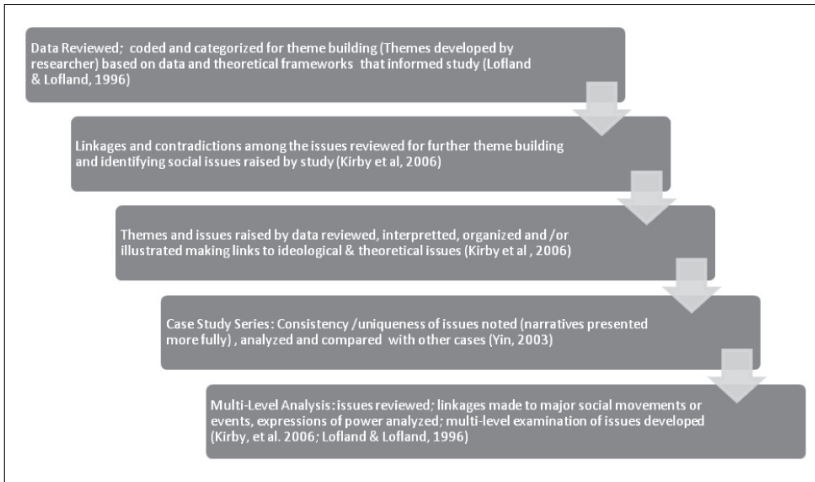 Data Reviewed; coded and categorized for theme building (Themes developed by
researcher) based on data and theoretical frameworks that informed study (Lofland
& Lofland, 1996)
Linkages and contradictions among the issues reviewed for further theme building
and identifying social issues raised by study (Kirby et al, 2006)
Themes and issues raised by data reviewed, interpretted, organized and /or
illustrated making links to ideological & theoretical issues (Kirby et al , 2006)
Case Study Series: Consistency /uniqueness of issues noted (narratives presented
more fully) , analyzed and compared with other cases (Yin, 2003)
Multi-Level Analysis: issues reviewed; linkages made to major social movements or
events, expressions of power analyzed; multi-level examination of issues developed
(Kirby, et al. 2006; Lofland & Lofland, 1996)